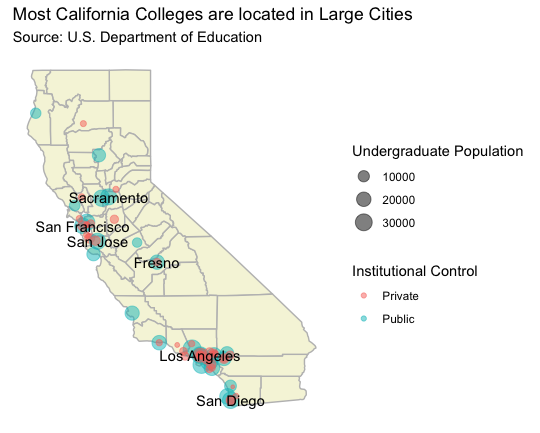 Most California Colleges are located in Large Cities
Source: U.S. Department of Education
Sacramento
San Francisco
San Jose
Fresno
Los Angeles
San Diego
Undergraduate Population
10000
20000
30000
Institutional Control
Private
Public